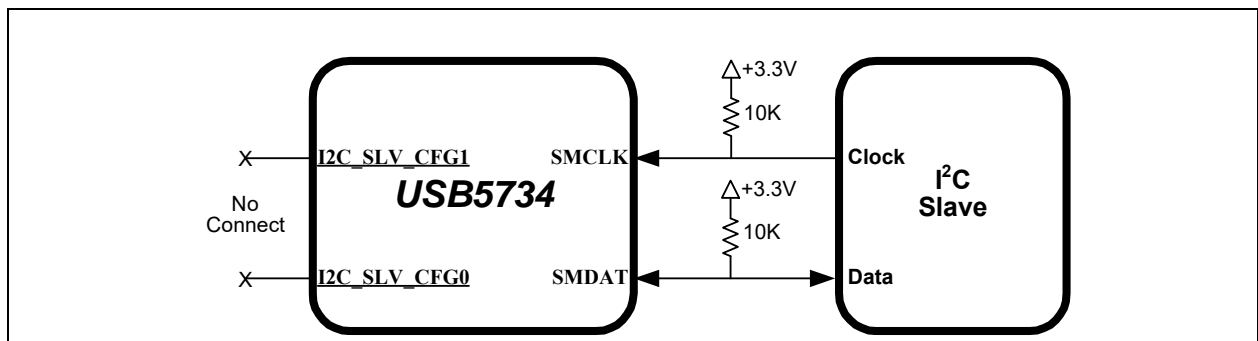 +3.3V
10K
X I2C_SLV_CFG1 SMCLK Clock
USB5734
I²C
Slave
+3.3V
No
Connect
10K
X I2C_SLV_CFG0 SMDAT Data